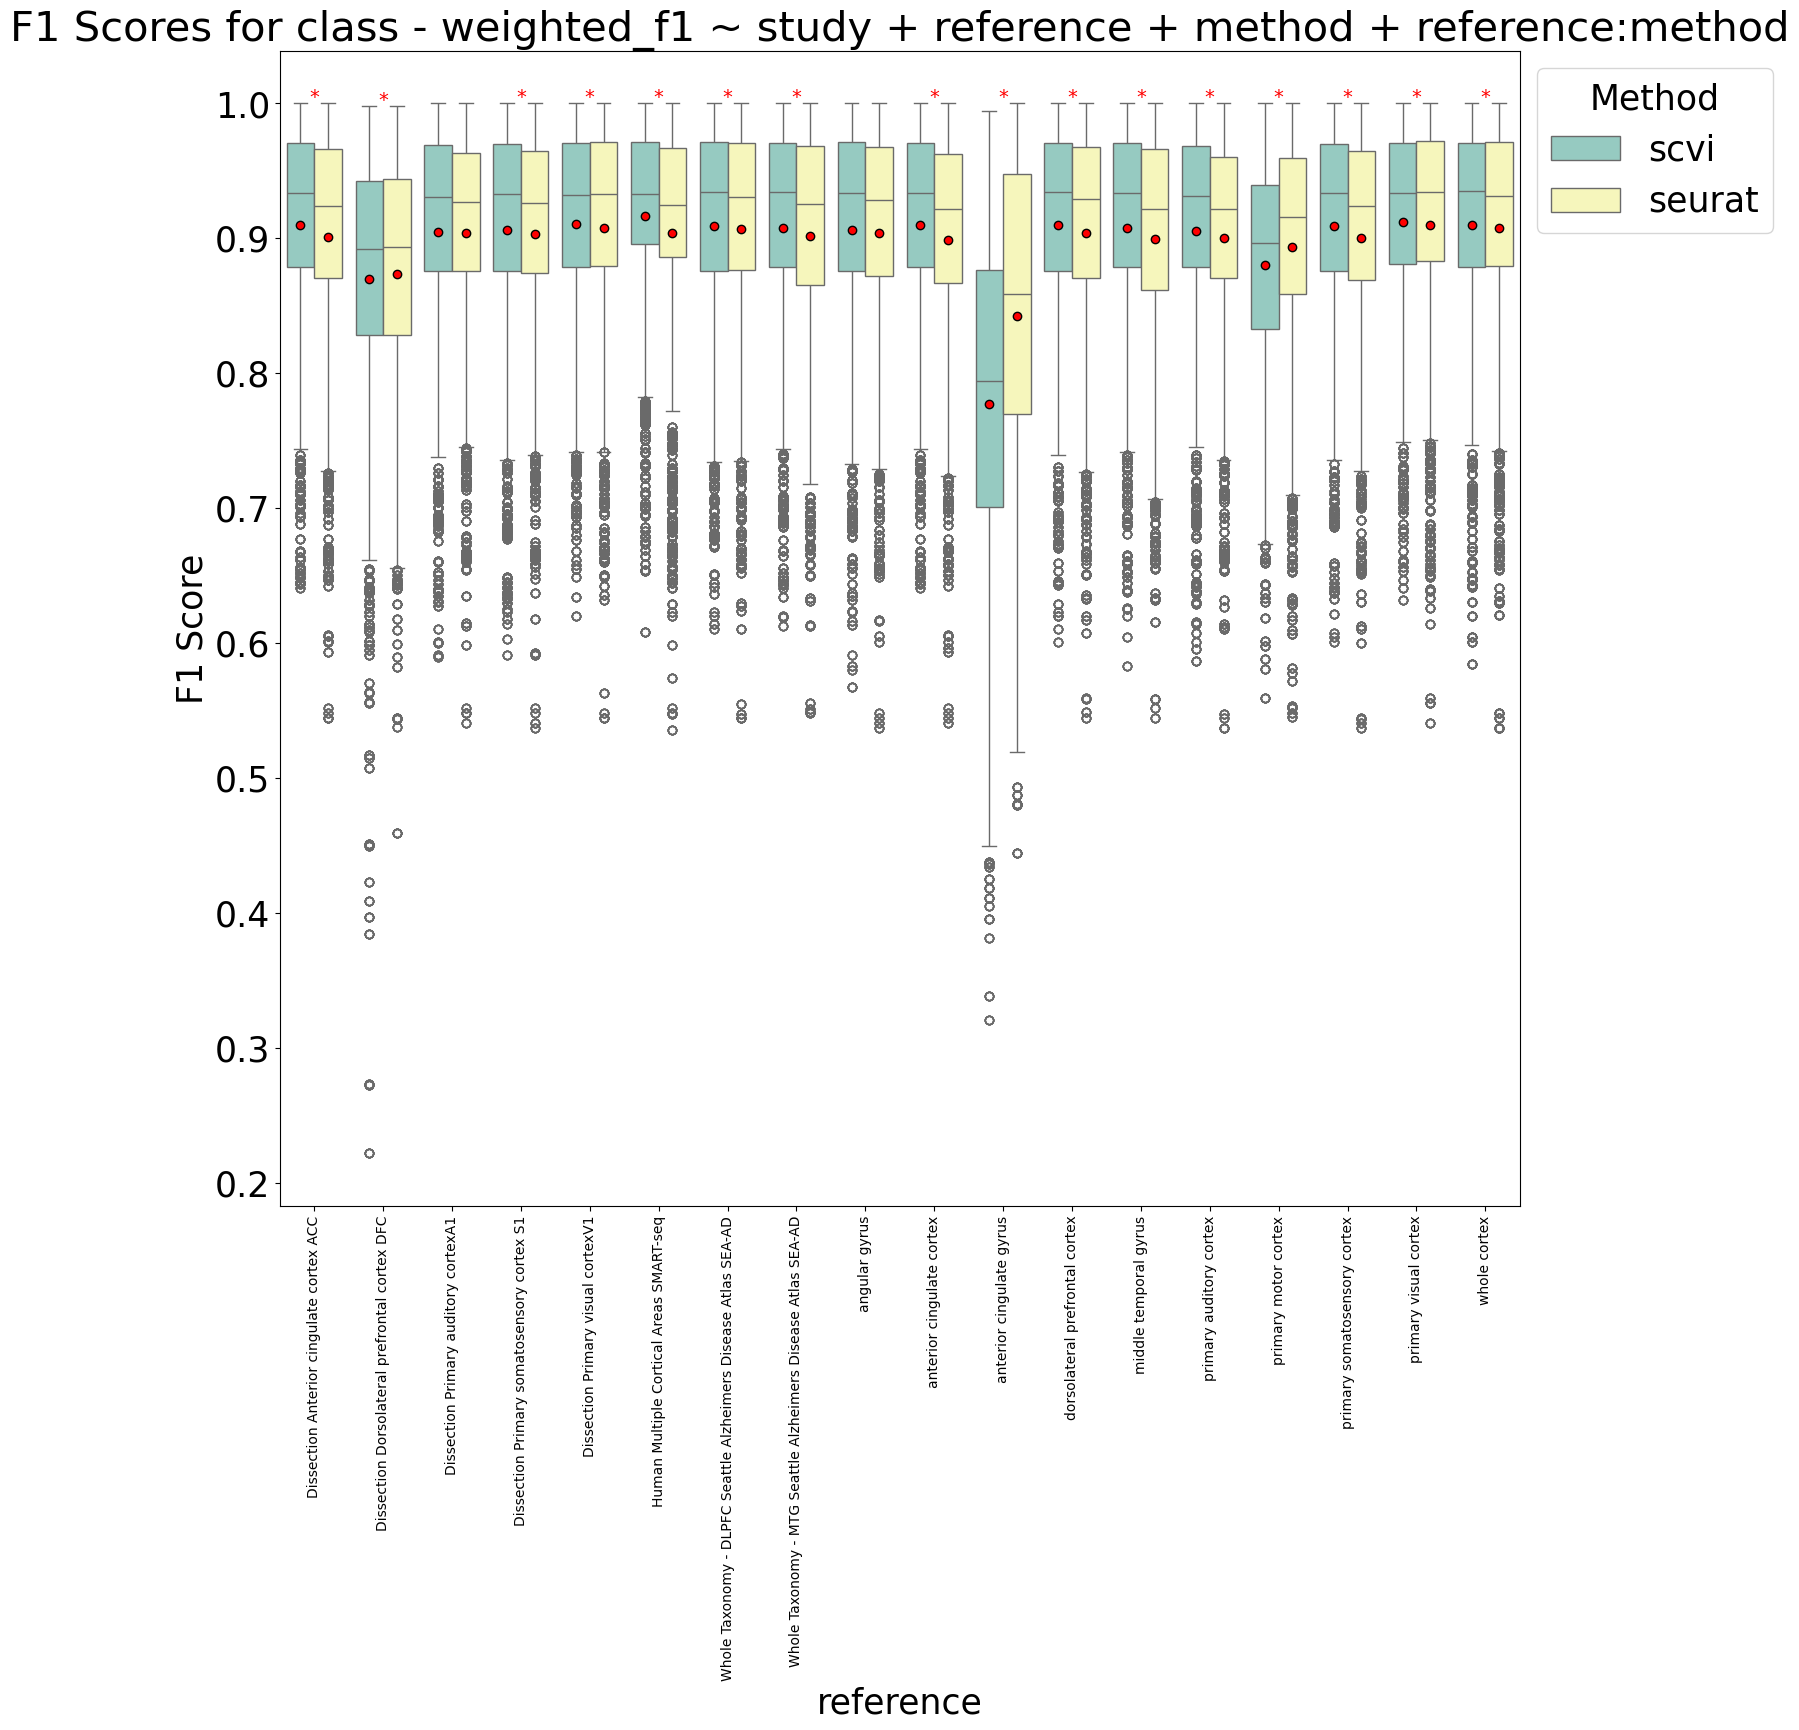 F1 Scores for class - weighted_f1 ~ study + reference + method + reference:method
* * * * * * * * * * * * * * * *
Method
scvi
seurat
F1 Score
1.0
0.9
0.8
0.7
0.6
0.5
0.4
0.3
0.2
Dissection Anterior cingulate cortex ACC
Dissection Dorsolateral prefrontal cortex DFC
Dissection Primary auditory cortexA1
Dissection Primary somatosensory cortex S1
Dissection Primary visual cortexV1
Human Multiple Cortical Areas SMART-seq
Whole Taxonomy - DLPFC Seattle Alzheimers Disease Atlas SEA-AD
Whole Taxonomy - MTG Seattle Alzheimers Disease Atlas SEA-AD
angular gyrus
anterior cingulate cortex
anterior cingulate gyrus
dorsolateral prefrontal cortex
middle temporal gyrus
primary auditory cortex
primary motor cortex
primary somatosensory cortex
primary visual cortex
whole cortex
reference